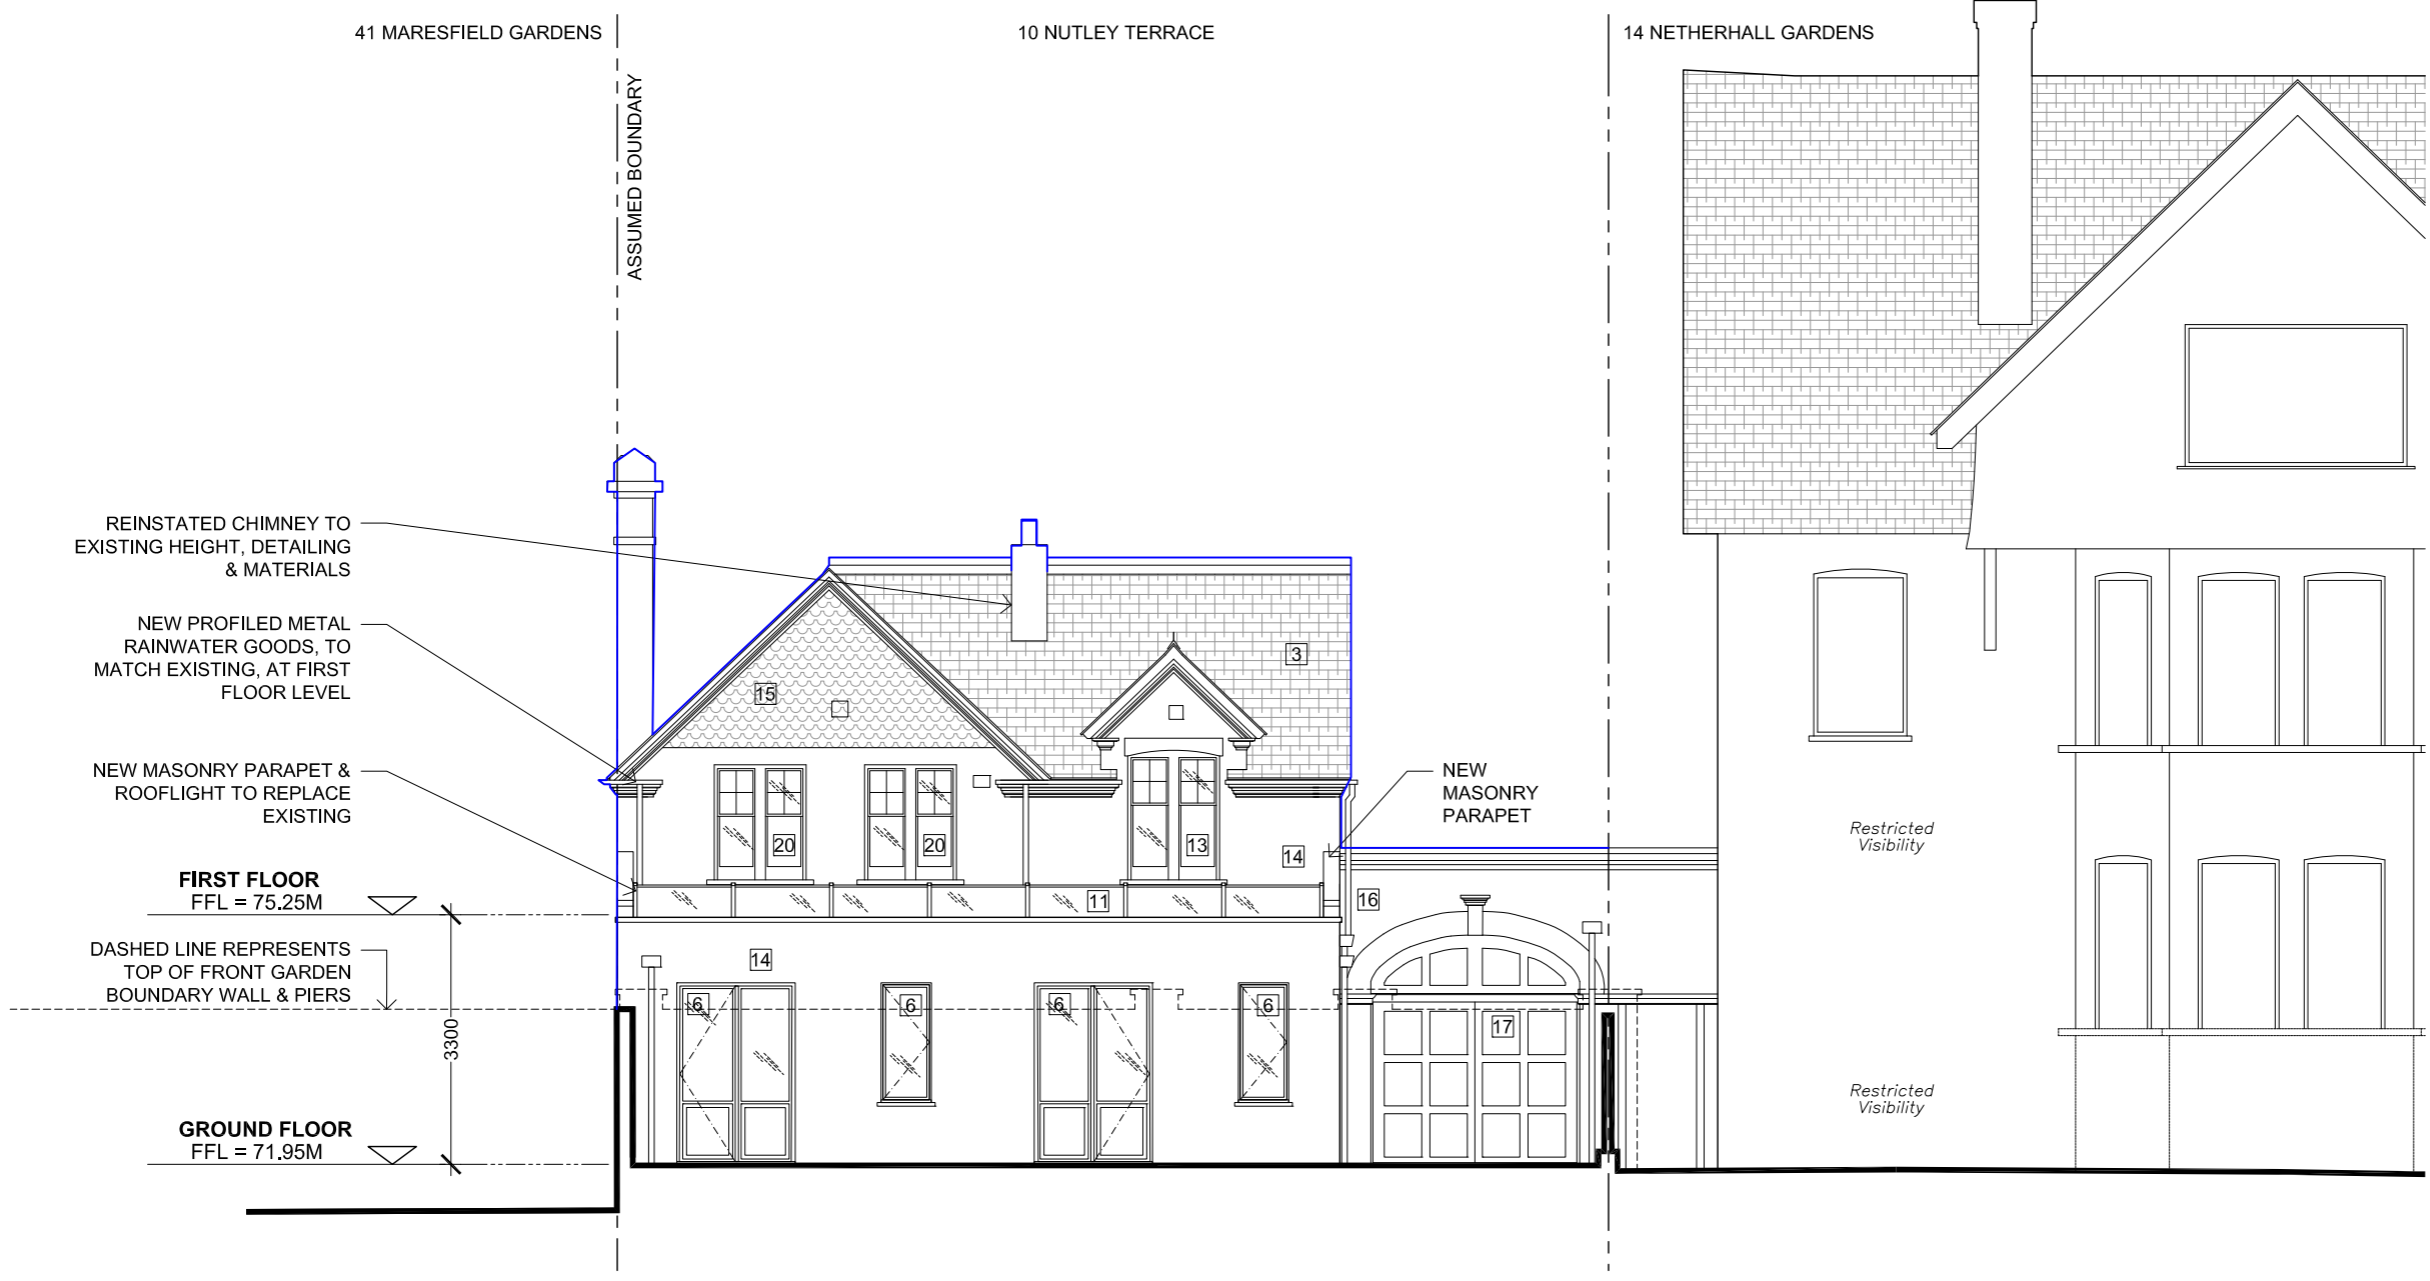 41 MARESFIELD GARDENS
10 NUTLEY TERRACE
14 NETHERHALL GARDENS
ASSUMED BOUNDARY
REINSTATED CHIMNEY TO
EXISTING HEIGHT, DETAILING
& MATERIALS
NEW PROFILED METAL
RAINWATER GOODS, TO
MATCH EXISTING, AT FIRST
FLOOR LEVEL
NEW MASONRY PARAPET &
ROOFLIGHT TO REPLACE
EXISTING
FIRST FLOOR
FFL = 75.25M
DASHED LINE REPRESENTS
TOP OF FRONT GARDEN
BOUNDARY WALL & PIERS
3300
GROUND FLOOR
FFL = 71.95M
3
15
20
20
13
14
11
16
14
6
6
6
6
17
NEW
MASONRY
PARAPET
Restricted
Visibility
Restricted
Visibility